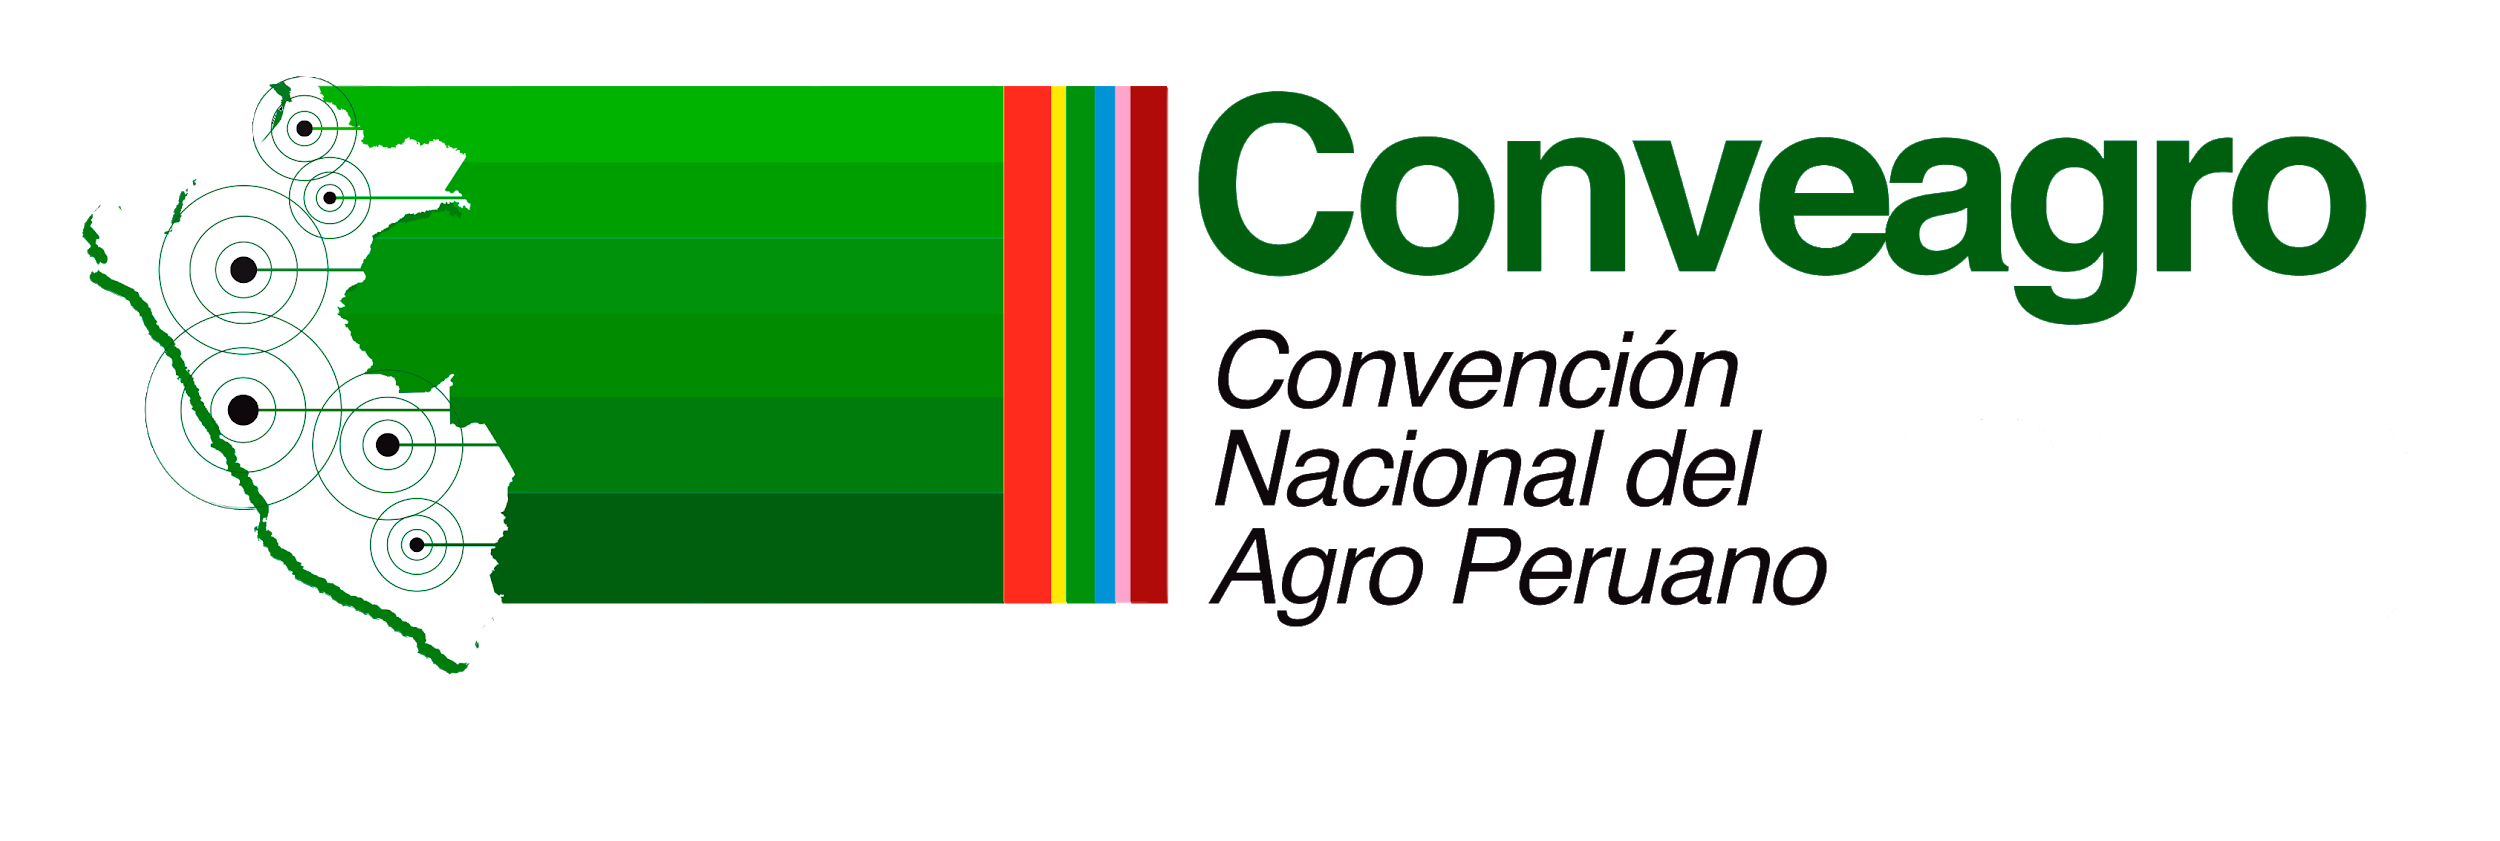 Conveagro
Convención
Nacional del
Agro Peruano